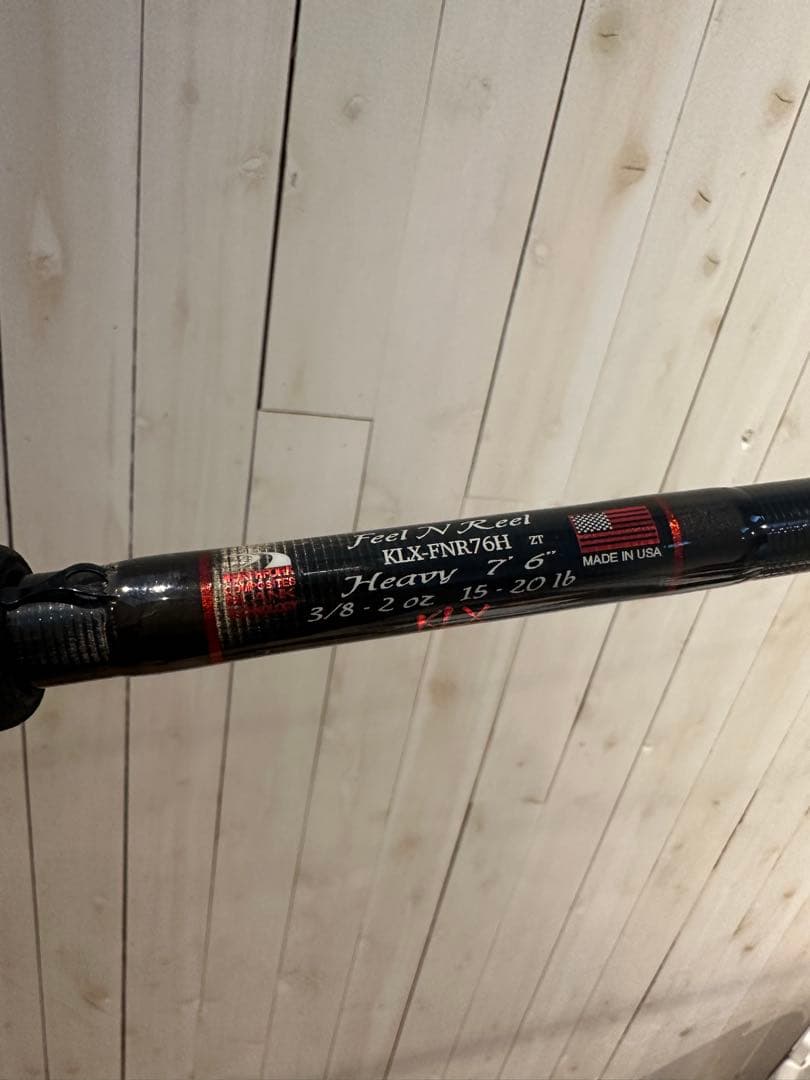 Feel N Reel
KLX-FNR76H ZT
Heavy 7' 6"
3/8 - 2 oz 15 - 20 lb
KLX
COMPOSITES
MADE IN USA